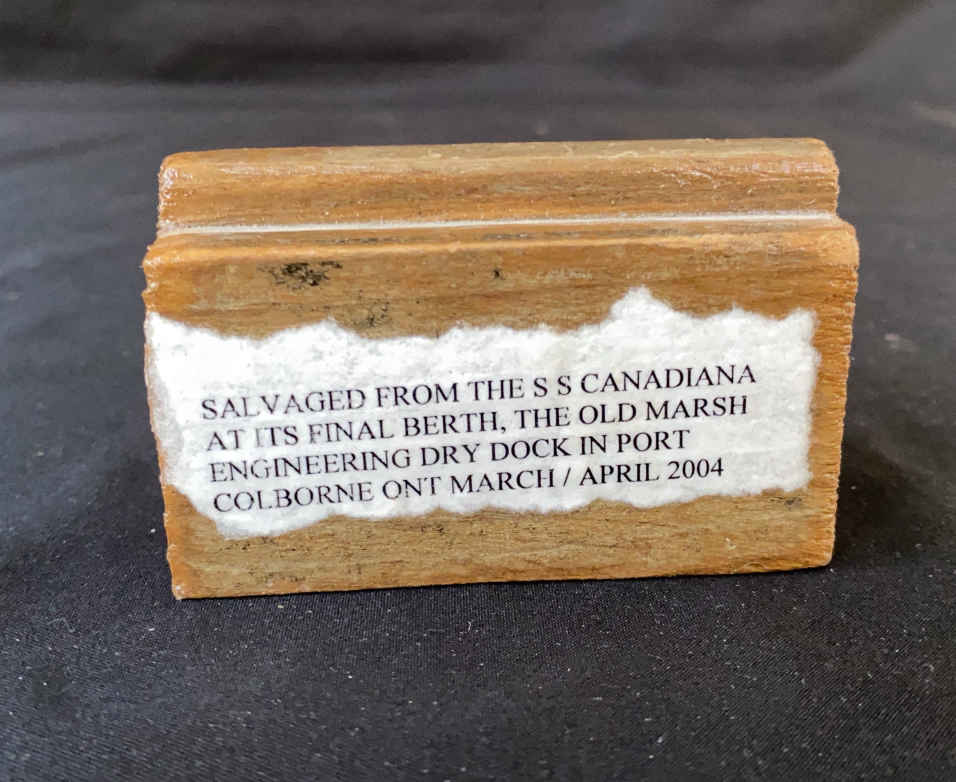 SALVAGED FROM THE S S CANADIANA
AT ITS FINAL BERTH, THE OLD MARSH
ENGINEERING DRY DOCK IN PORT
COLBORNE ONT MARCH / APRIL 2004